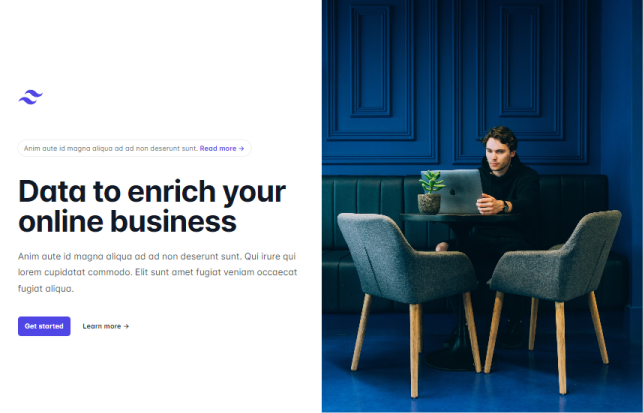 Anim aute id magna aliqua ad ad non deserunt sunt. Read more →
Data to enrich your
online business
Anim aute id magna aliqua ad ad non deserunt sunt. Qui irure qui
lorem cupidatat commodo. Elit sunt amet fugiat veniam occaecat
fugiat aliqua.
Get started
Learn more →